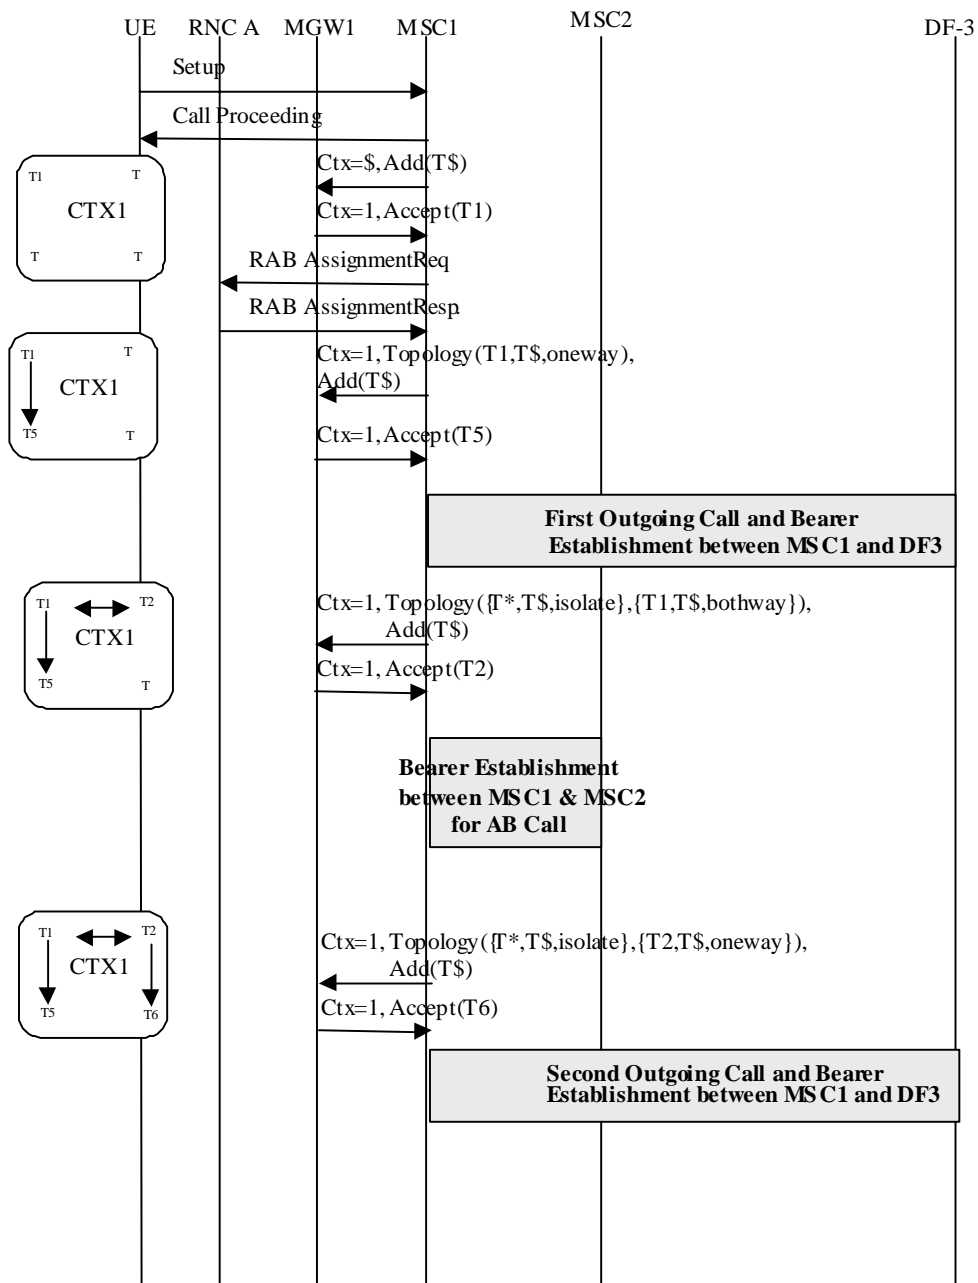 UE RNC A MGW1 MSC1 MSC2 DF-3
Setup
Call Proceeding
Ctx=$, Add(T$)
T1 T
CTX1
T T
Ctx=1, Accept(T1)
RAB AssignmentReq
RAB AssignmentResp.
Ctx=1, Topology(T1,T$,oneway),
Add(T$)
T1 T
CTX1
T5 T
Ctx=1, Accept(T5)
First Outgoing Call and Bearer
Establishment between MSC1 and DF3
Ctx=1, Topology({T*,T$,isolate},{T1,T$,bothway}),
Add(T$)
T1 T2
CTX1
T5 T
Ctx=1, Accept(T2)
Bearer Establishment
between MSC1 & MSC2
for AB Call
Ctx=1, Topology({T*,T$,isolate},{T2,T$,oneway}),
Add(T$)
T1 T2
CTX1
T5 T6
Ctx=1, Accept(T6)
Second Outgoing Call and Bearer
Establishment between MSC1 and DF3